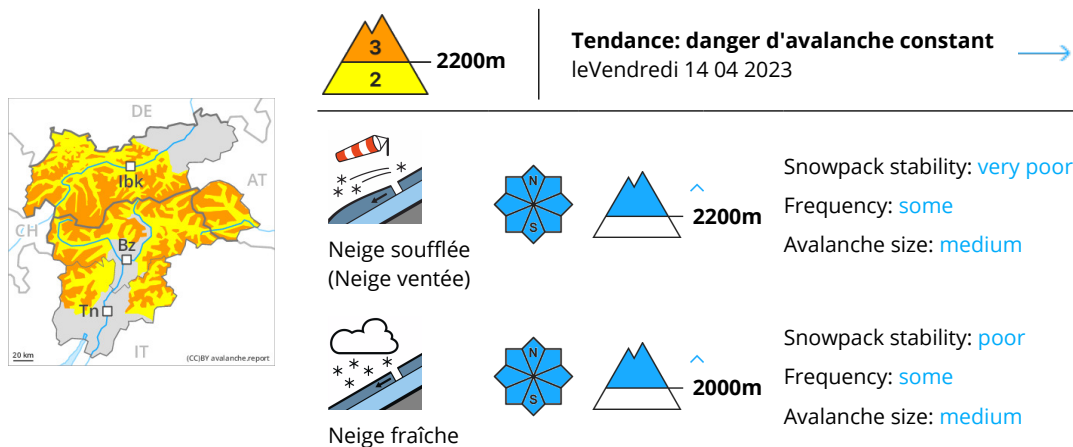 3
2
2200m
Tendance: danger d'avalanche constant
leVendredi 14 04 2023
DE
AT
CH
IT
Ibk
Bz
Tn
20 km
(CC)BY avalanche.report
N
S
2200m
Snowpack stability: very poor
Frequency: some
Avalanche size: medium
Neige soufflée
(Neige ventée)
N
S
2000m
Snowpack stability: poor
Frequency: some
Avalanche size: medium
Neige fraîche